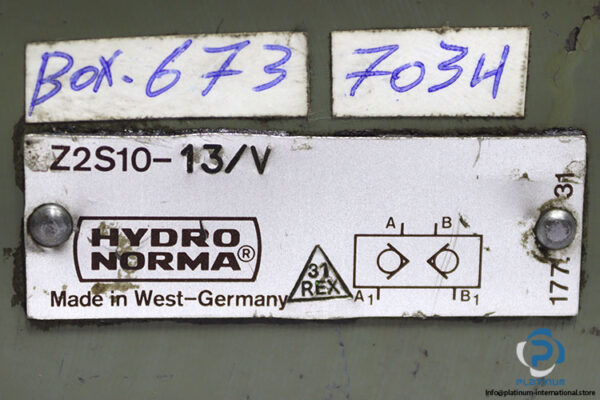 Box. 673
703H
Z2S10-13/V
HYDRO
NORMA®
Made in West-Germany
31
REX
A B
A1 B1
177 31
PLATINUM
info@platinum-international.store